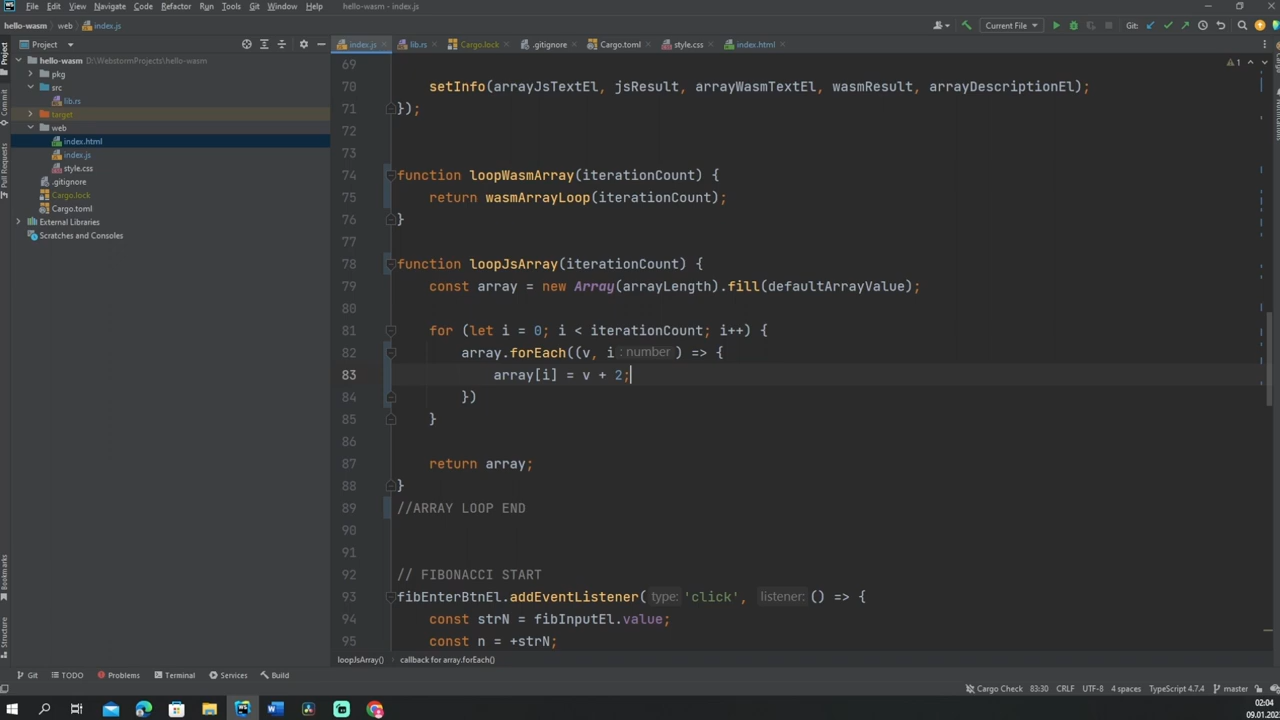 File Edit View Navigate Code Refactor Run Tools Git Window Help hello-wasm - index.js
hello-wasm web index.js Current File Git:
Project
index.js lib.rs Cargo.lock .gitignore Cargo.toml style.css index.html
hello-wasm D:\WebstormProjects\hello-wasm
pkg
src
lib.rs
target
web
index.html
index.js
style.css
.gitignore
Cargo.lock
Cargo.toml
External Libraries
Scratches and Consoles
Project
Commit
Pull Requests
Bookmarks
Structure
1
69
70 setInfo(arrayJsTextEl, jsResult, arrayWasmTextEl, wasmResult, arrayDescriptionEl);
71 });
72
73
74 function loopWasmArray(iterationCount) {
75 return wasmArrayLoop(iterationCount);
76 }
77
78 function loopJsArray(iterationCount) {
79 const array = new Array(arrayLength).fill(defaultArrayValue);
80
81 for (let i = 0; i < iterationCount; i++) {
82 array.forEach((v, i : number ) => {
83 array[i] = v + 2;
84 })
85 }
86
87 return array;
88 }
89 //ARRAY LOOP END
90
91
92 // FIBONACCI START
93 fibEnterBtnEl.addEventListener( type: 'click', listener: () => {
94 const strN = fibInputEl.value;
95 const n = +strN;
loopJsArray() callback for array.forEach()
Git TODO Problems Terminal Services Build
Cargo Check 83:30 CRLF UTF-8 4 spaces TypeScript 4.7.4 master
02:04